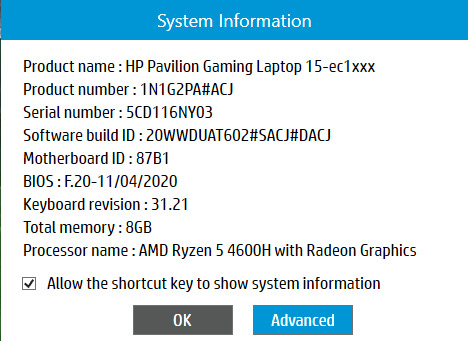 System Information
Product name : HP Pavilion Gaming Laptop 15-ec1xxx
Product number : 1N1G2PA#ACJ
Serial number : 5CD116NY03
Software build ID : 20WWDUAT602#SACJ#DACJ
Motherboard ID : 87B1
BIOS : F.20-11/04/2020
Keyboard revision : 31.21
Total memory : 8GB
Processor name : AMD Ryzen 5 4600H with Radeon Graphics
Allow the shortcut key to show system information
OK Advanced